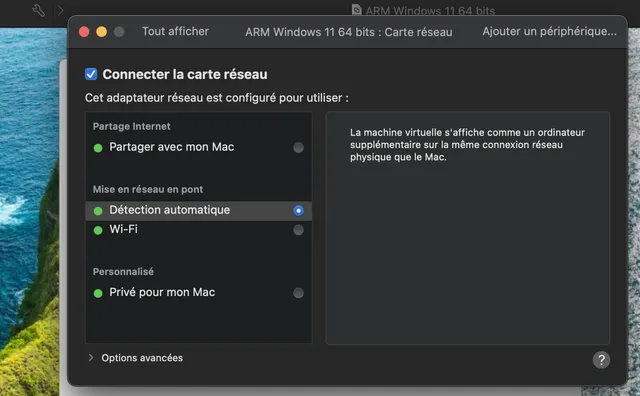 ARM Windows 11 64 bits
Tout afficher
ARM Windows 11 64 bits : Carte réseau
Ajouter un périphérique...
Connecter la carte réseau
Cet adaptateur réseau est configuré pour utiliser :
Partage Internet
Partager avec mon Mac
Mise en réseau en pont
Détection automatique
Wi-Fi
Personnalisé
Privé pour mon Mac
La machine virtuelle s'affiche comme un ordinateur
supplémentaire sur la même connexion réseau
physique que le Mac.
Options avancées
?